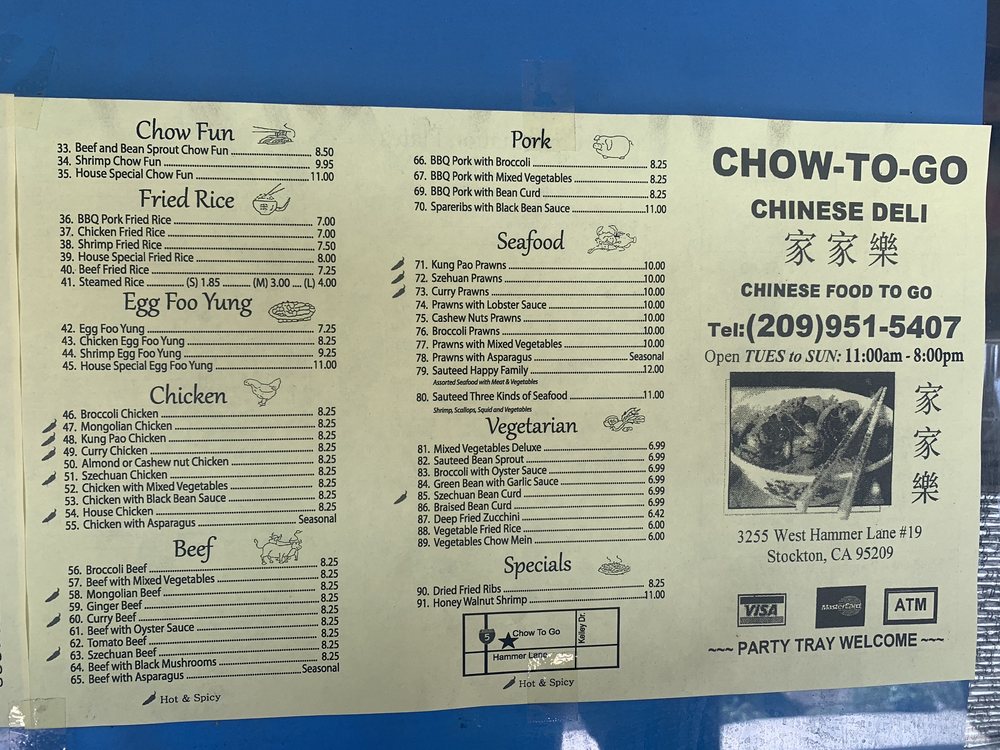 Chow Fun
33. Beef and Bean Sprout Chow Fun 8.50
34. Shrimp Chow Fun 9.95
35. House Special Chow Fun 11.00
Fried Rice
36. BBQ Pork Fried Rice 7.00
37. Chicken Fried Rice 7.00
38. Shrimp Fried Rice 7.50
39. House Special Fried Rice 8.00
40. Beef Fried Rice 7.25
41. Steamed Rice (S) 1.85 (M) 3.00 (L) 4.00
Egg Foo Yung
42. Egg Foo Yung 7.25
43. Chicken Egg Foo Yung 8.25
44. Shrimp Egg Foo Yung 9.25
45. House Special Egg Foo Yung 11.00
Chicken
46. Broccoli Chicken 8.25
47. Mongolian Chicken 8.25
48. Kung Pao Chicken 8.25
49. Curry Chicken 8.25
50. Almond or Cashew nut Chicken 8.25
51. Szechuan Chicken 8.25
52. Chicken with Mixed Vegetables 8.25
53. Chicken with Black Bean Sauce 8.25
54. House Chicken 8.25
55. Chicken with Asparagus Seasonal
Beef
56. Broccoli Beef 8.25
57. Beef with Mixed Vegetables 8.25
58. Mongolian Beef 8.25
59. Ginger Beef 8.25
60. Curry Beef 8.25
61. Beef with Oyster Sauce 8.25
62. Tomato Beef 8.25
63. Szechuan Beef 8.25
64. Beef with Black Mushrooms 8.25
65. Beef with Asparagus Seasonal
Hot & Spicy
Pork
66. BBQ Pork with Broccoli 8.25
67. BBQ Pork with Mixed Vegetables 8.25
69. BBQ Pork with Bean Curd 8.25
70. Spareribs with Black Bean Sauce 11.00
Seafood
71. Kung Pao Prawns 10.00
72. Szehuan Prawns 10.00
73. Curry Prawns 10.00
74. Prawns with Lobster Sauce 10.00
75. Cashew Nuts Prawns 10.00
76. Broccoli Prawns 10.00
77. Prawns with Mixed Vegetables 10.00
78. Prawns with Asparagus Seasonal
79. Sauteed Happy Family 12.00
Assorted Seafood with Meat & Vegetables
80. Sauteed Three Kinds of Seafood 11.00
Shrimp, Scallops, Squid and Vegetables
Vegetarian
81. Mixed Vegetables Deluxe 6.99
82. Sauteed Bean Sprout 6.99
83. Broccoli with Oyster Sauce 6.99
84. Green Bean with Garlic Sauce 6.99
85. Szechuan Bean Curd 6.99
86. Braised Bean Curd 6.99
87. Deep Fried Zucchini 6.42
88. Vegetable Fried Rice 6.00
89. Vegetables Chow Mein 6.00
Specials
90. Dried Fried Ribs 8.25
91. Honey Walnut Shrimp 11.00
5
Chow To Go
Kelley Dr.
Hammer Lane
Hot & Spicy
CHOW-TO-GO
CHINESE DELI
家家樂
CHINESE FOOD TO GO
Tel:(209)951-5407
Open TUES to SUN: 11:00am - 8:00pm
家家樂
3255 West Hammer Lane #19
Stockton, CA 95209
VISA
MasterCard
ATM
~~~ PARTY TRAY WELCOME ~~~